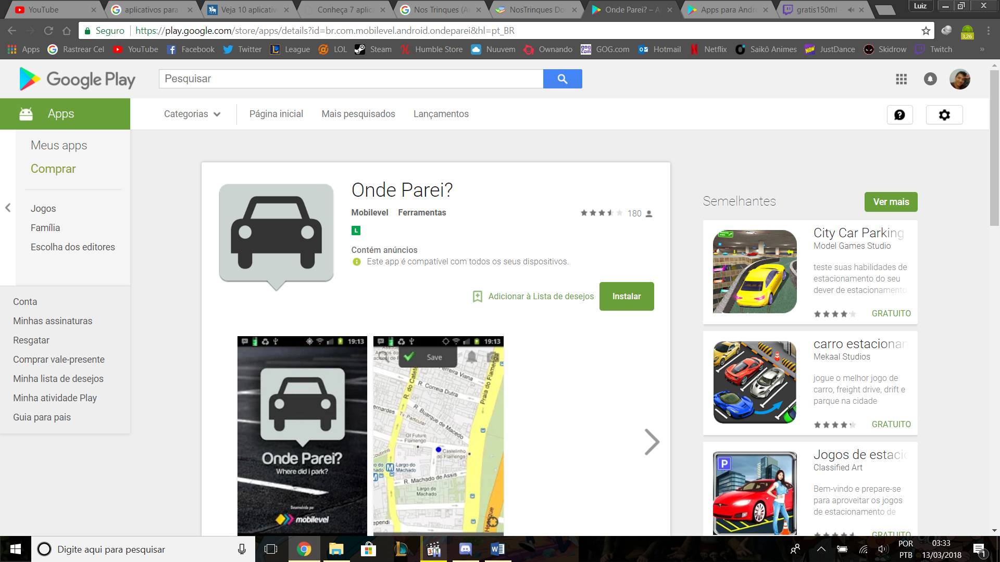 YouTube
aplicativos para
Veja 10 aplicativ
Conheça 7 aplica
Nos Trinques (A
NosTrinques Do
Onde Parei? – A
Apps para Andr
gratis150ml -
Luiz
Seguro
https://play.google.com/store/apps/details?id=br.com.mobilevel.android.ondeparei&hl=pt_BR
3,26
Apps
Rastrear Cel
YouTube
Facebook
Twitter
League
LOL
Steam
Humble Store
Nuuvem
Ownando
GOG.com
Hotmail
Netflix
Saikô Animes
JustDance
Skidrow
Twitch
»
Google Play
Pesquisar
Apps
Categorias
Página inicial
Mais pesquisados
Lançamentos
Meus apps
Comprar
Jogos
Família
Escolha dos editores
Conta
Minhas assinaturas
Resgatar
Comprar vale-presente
Minha lista de desejos
Minha atividade Play
Guia para pais
Onde Parei?
Mobilevel Ferramentas
180
L
Contém anúncios
Este app é compatível com todos os seus dispositivos.
Adicionar à Lista de desejos
Instalar
19:13
Onde Parei?
Where did i park?
Desenvolvido por
mobilevel
19:13
Save
Ferreira Viana
R. do Catete
R. Correia Dutra
Praia do Flamengo
ernardes
Tv Particular
R. Buarque de Macedo
OI Futuro
Flamengo
Castelinho
do Flamengo
Largo do
Machado
R. Machado de Assis
Largo do
Machado
ependi
Henrique
Semelhantes
Ver mais
City Car Parking
Model Games Studio
teste suas habilidades de
estacionamento do seu
dever de estacionamento
GRATUITO
carro estacionar
Mekaal Studios
jogue o melhor jogo de
carro, freight drive, drift e
parque na cidade
GRATUITO
P
Jogos de estacio
Classified Art
Bem-vindo e prepare-se
para aproveitar os jogos
de estacionamento de
GRATUITO
Digite aqui para pesquisar
POR
PTB
03:33
13/03/2018
1